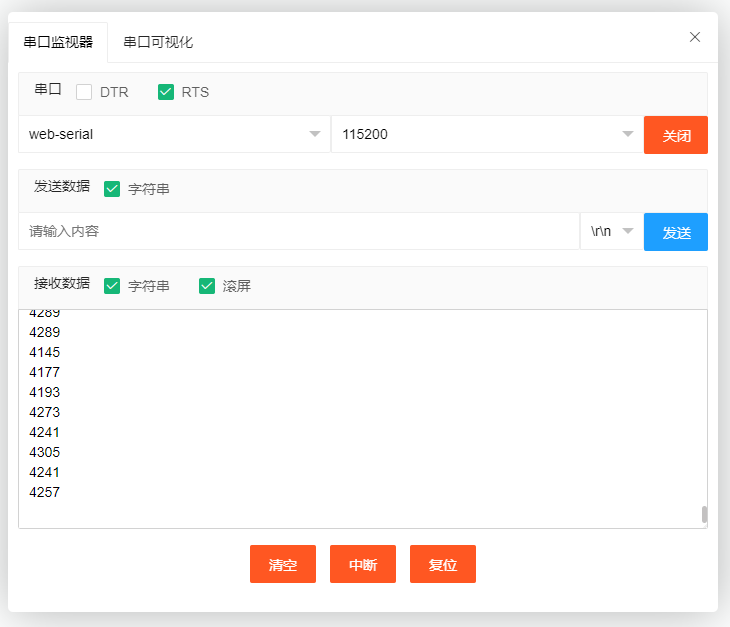 串口监视器 串口可视化
串口 DTR RTS
web-serial 115200 关闭
发送数据 字符串
请输入内容 \r\n 发送
接收数据 字符串 滚屏
4289
4289
4145
4177
4193
4273
4241
4305
4241
4257
清空 中断 复位